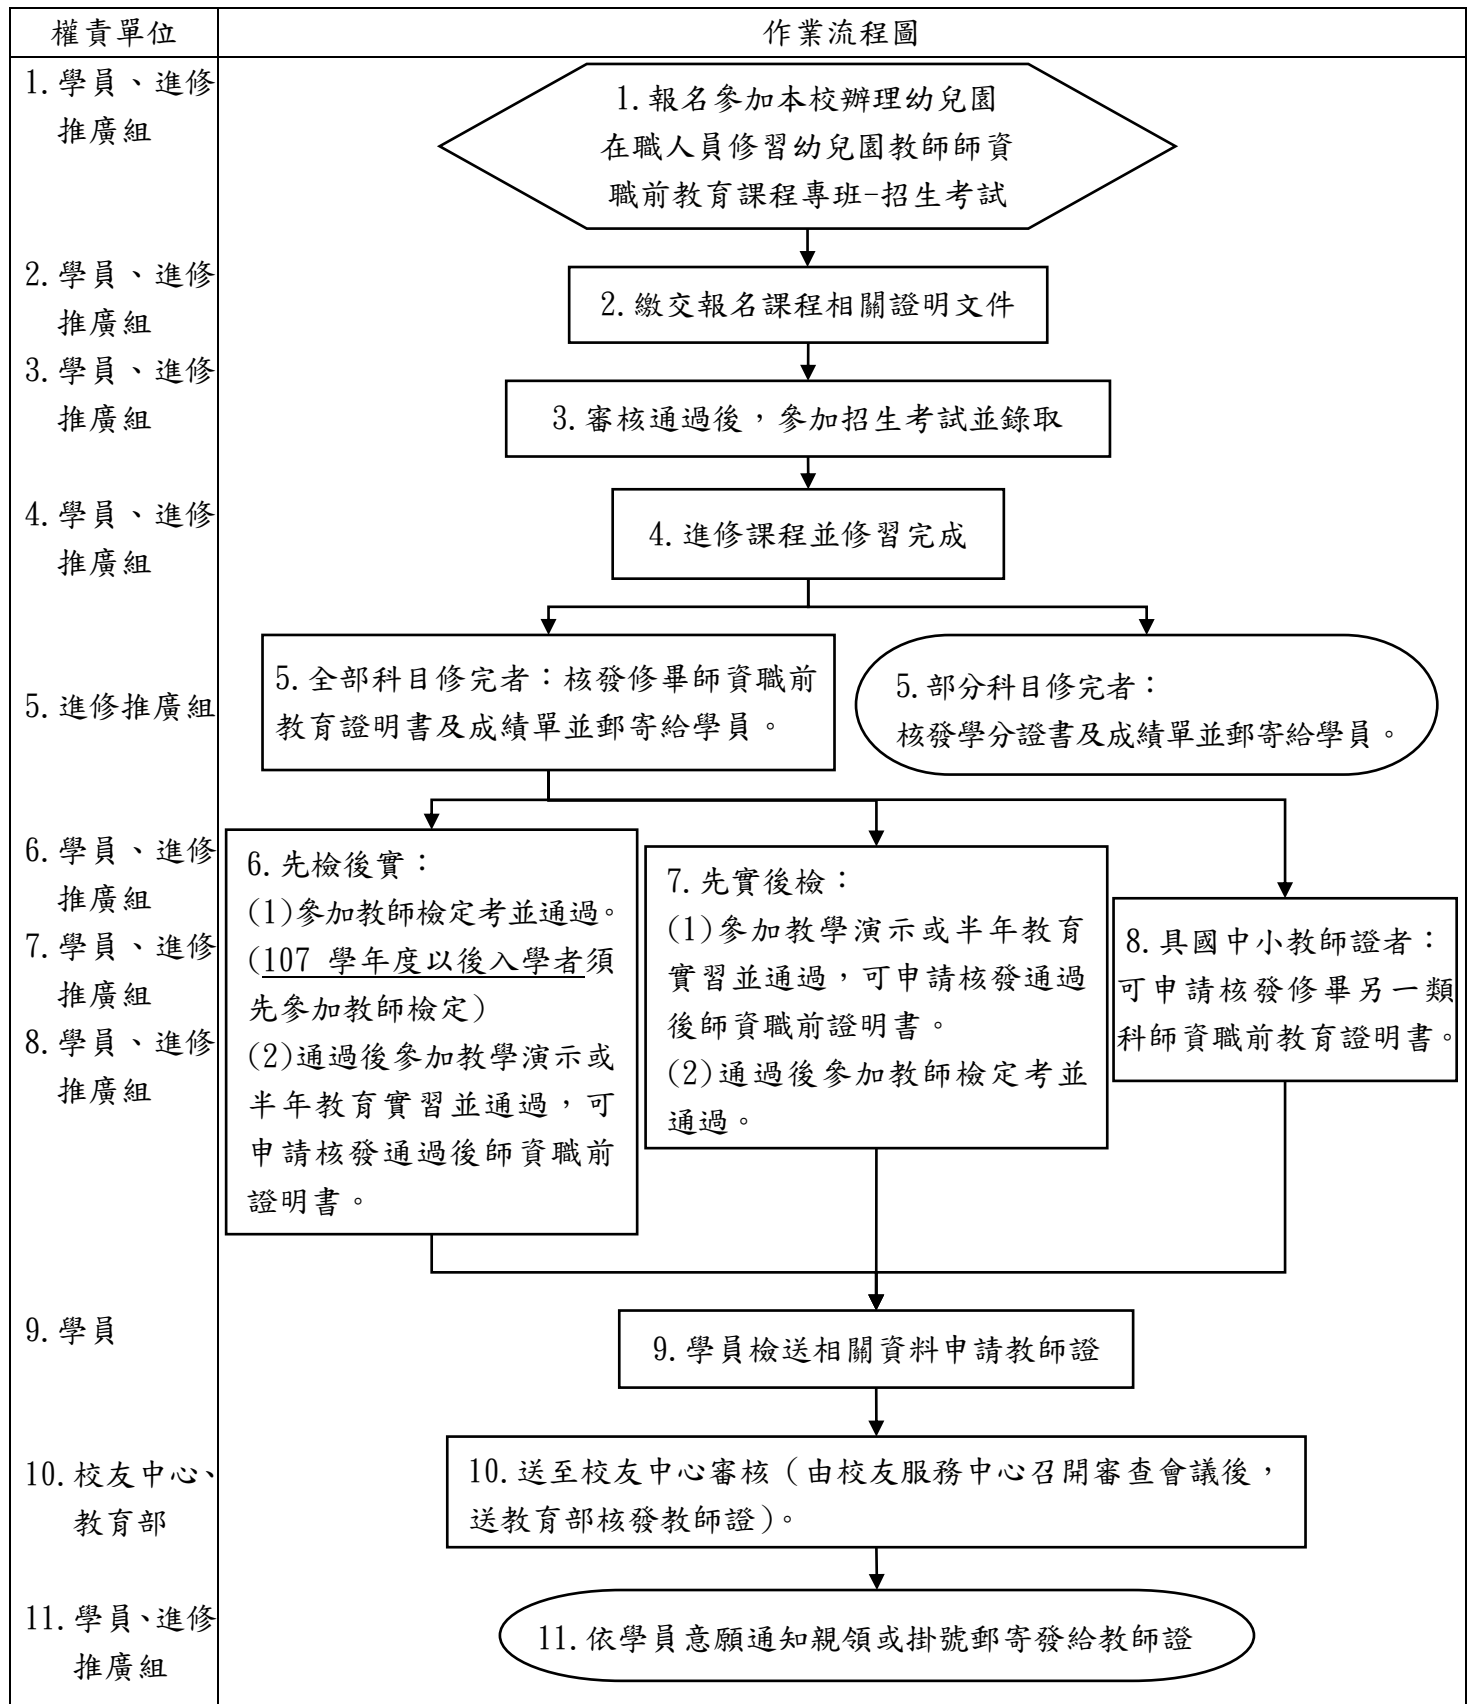 權責單位
作業流程圖
1.學員、進修
推廣組
1.報名參加本校辦理幼兒園
在職人員修習幼兒園教師師資
職前教育課程專班-招生考試
2.學員、進修
推廣組
2.繳交報名課程相關證明文件
3.學員、進修
推廣組
3.審核通過後，參加招生考試並錄取
4.學員、進修
推廣組
4.進修課程並修習完成
5.進修推廣組
5.全部科目修完者：核發修畢師資職前
教育證明書及成績單並郵寄給學員。
5.部分科目修完者：
核發學分證書及成績單並郵寄給學員。
6.學員、進修
推廣組
7.學員、進修
推廣組
8.學員、進修
推廣組
6.先檢後實：
(1)參加教師檢定考並通過。
(107 學年度以後入學者須
先參加教師檢定)
(2)通過後參加教學演示或
半年教育實習並通過，可
申請核發通過後師資職前
證明書。
7.先實後檢：
(1)參加教學演示或半年教育
實習並通過，可申請核發通過
後師資職前證明書。
(2)通過後參加教師檢定考並
通過。
8.具國中小教師證者：
可申請核發修畢另一類
科師資職前教育證明書。
9.學員
9.學員檢送相關資料申請教師證
10.校友中心、
教育部
10.送至校友中心審核（由校友服務中心召開審查會議後，
送教育部核發教師證）。
11.學員、進修
推廣組
11.依學員意願通知親領或掛號郵寄發給教師證